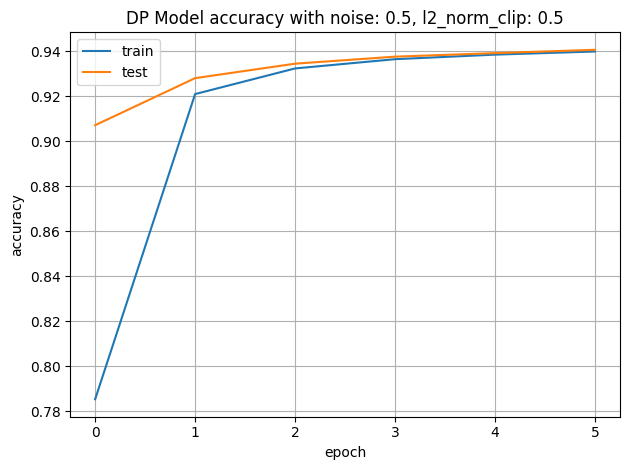 DP Model accuracy with noise: 0.5, l2_norm_clip: 0.5
train
test
accuracy
0.94
0.92
0.90
0.88
0.86
0.84
0.82
0.80
0.78
0 1 2 3 4 5
epoch